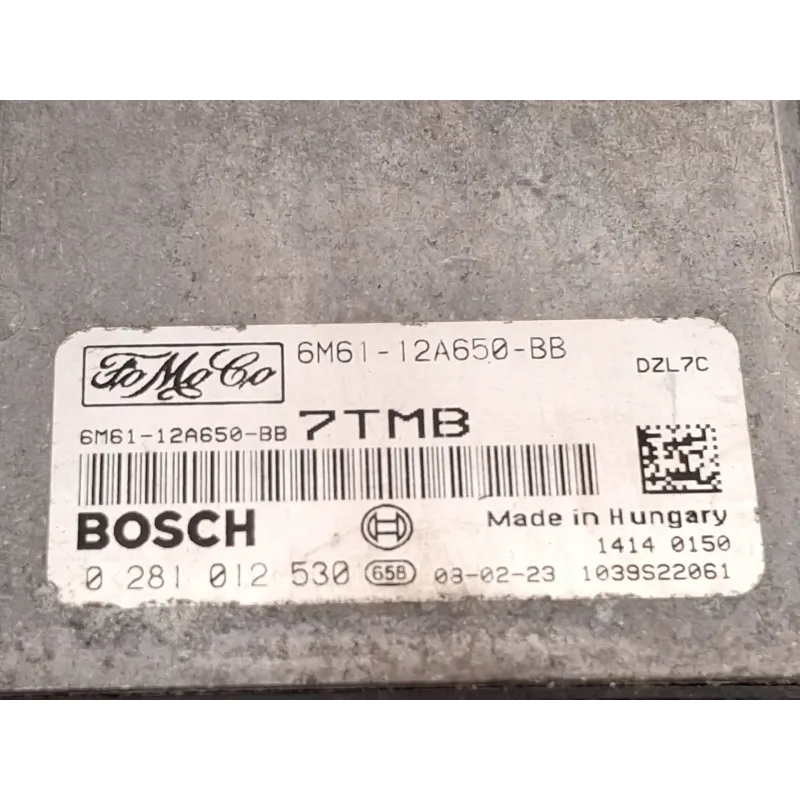 FoMoCo
6M61-12A650-BB
DZL7C
6M61-12A650-BB 7TMB
BOSCH
Made in Hungary
1414 0150
0 281 012 530 65B 08-02-23 1039S22061